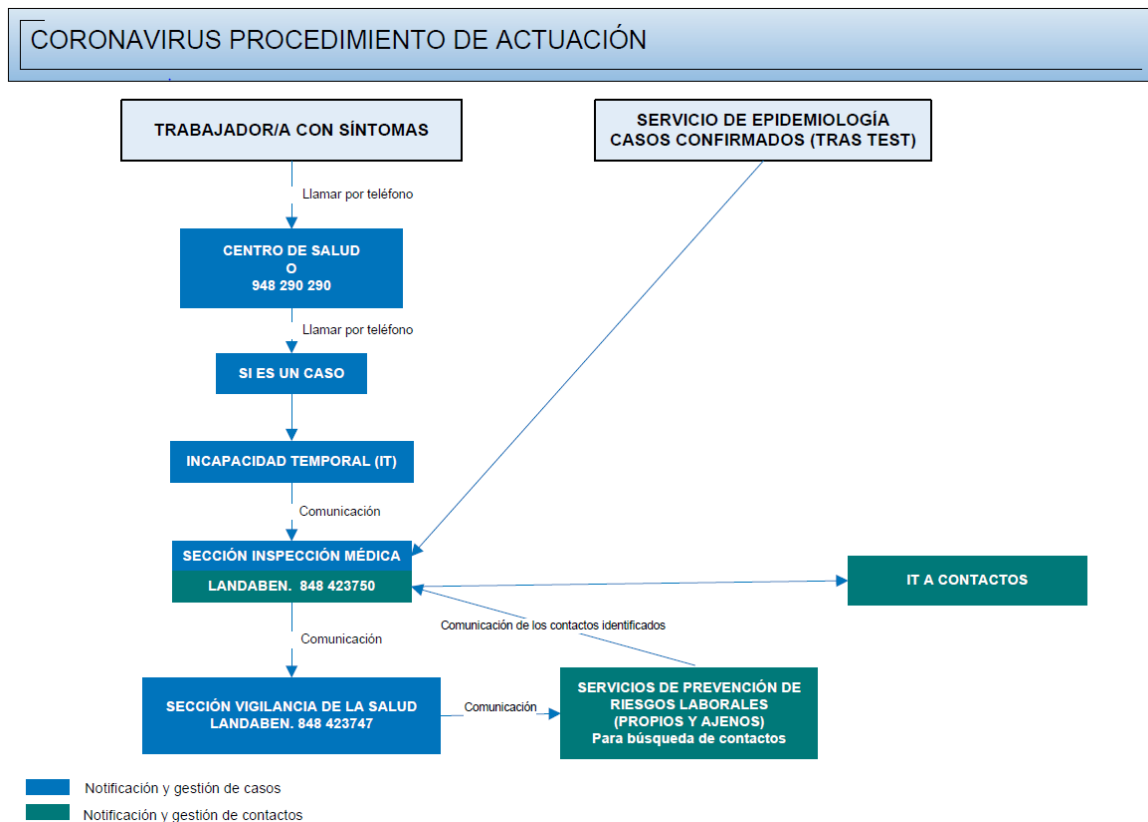 CORONAVIRUS PROCEDIMIENTO DE ACTUACIÓN
TRABAJADOR/A CON SÍNTOMAS
SERVICIO DE EPIDEMIOLOGÍA
CASOS CONFIRMADOS (TRAS TEST)
Llamar por teléfono
CENTRO DE SALUD
O
948 290 290
Llamar por teléfono
SI ES UN CASO
INCAPACIDAD TEMPORAL (IT)
Comunicación
SECCIÓN INSPECCIÓN MÉDICA
LANDABEN. 848 423750
IT A CONTACTOS
Comunicación de los contactos identificados
Comunicación
SECCIÓN VIGILANCIA DE LA SALUD
LANDABEN. 848 423747
Comunicación
SERVICIOS DE PREVENCIÓN DE
RIESGOS LABORALES
(PROPIOS Y AJENOS)
Para búsqueda de contactos
Notificación y gestión de casos
Notificación y gestión de contactos